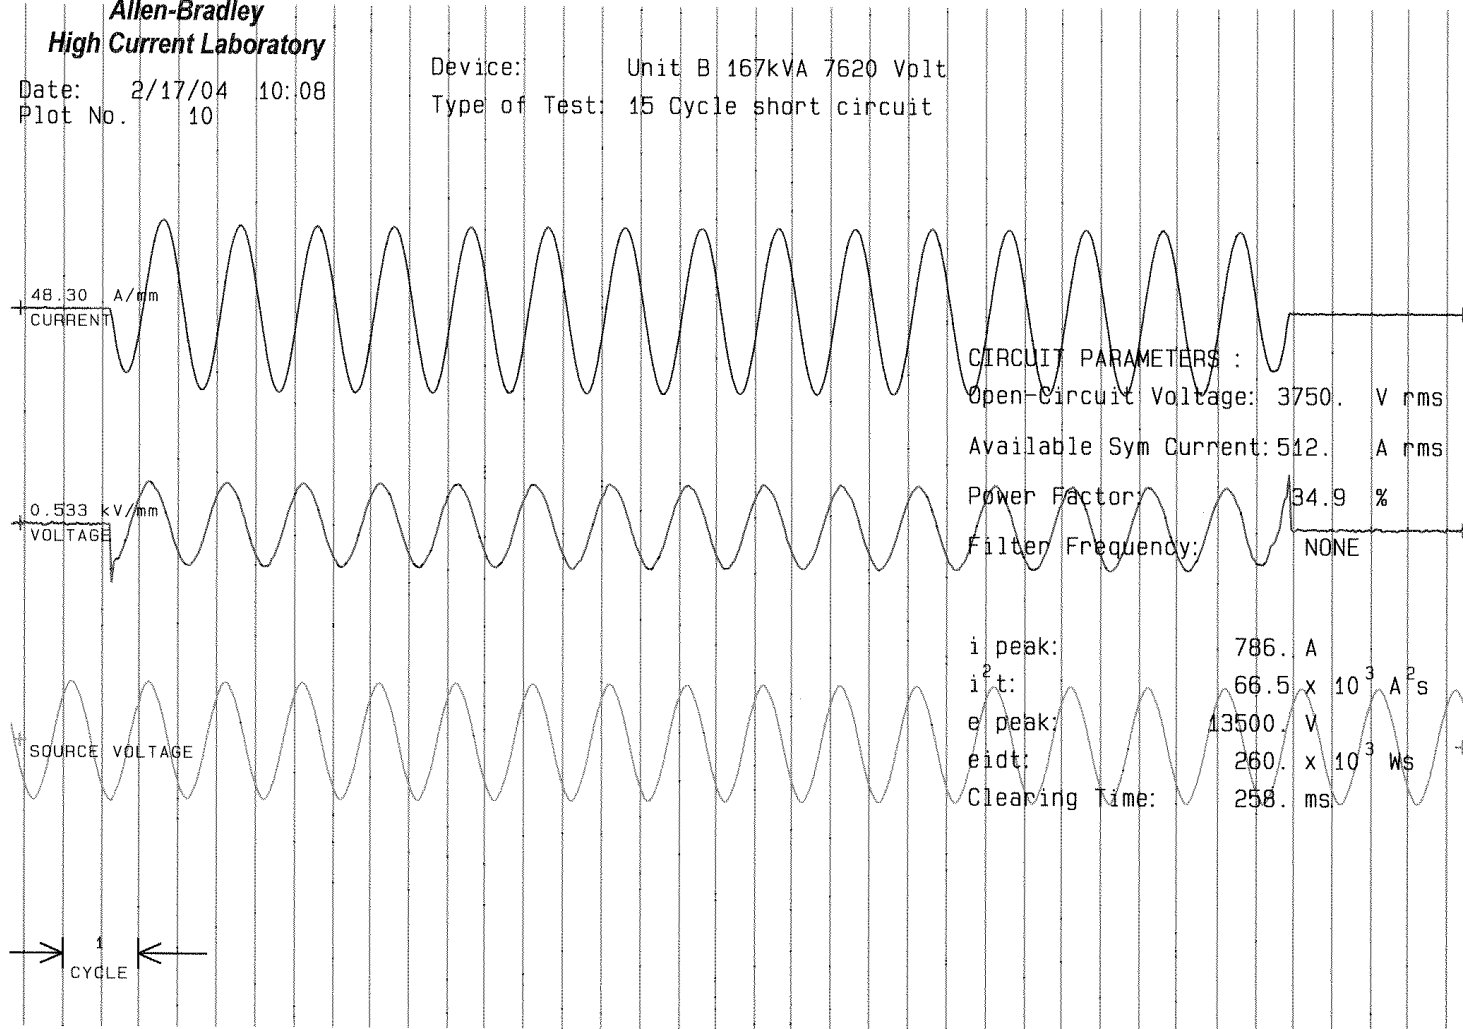 Allen-Bradley
High Current Laboratory
Date: 2/17/04 10:08
Plot No. 10
Device: Unit B 167kVA 7620 Volt
Type of Test: 15 Cycle short circuit
48.30 A/mm
CURRENT
CIRCUIT PARAMETERS :
Open-Circuit Voltage: 3750. V rms
Available Sym Current: 512. A rms
Power Factor: 34.9 %
Filter Frequency: NONE
0.533 kV/mm
VOLTAGE
i peak: 786. A
i²t: 66.5 x 10³ A²s
e peak: 13500. V
eidt: 260. x 10³ Ws
Clearing Time: 258. ms
SOURCE VOLTAGE
1
CYCLE